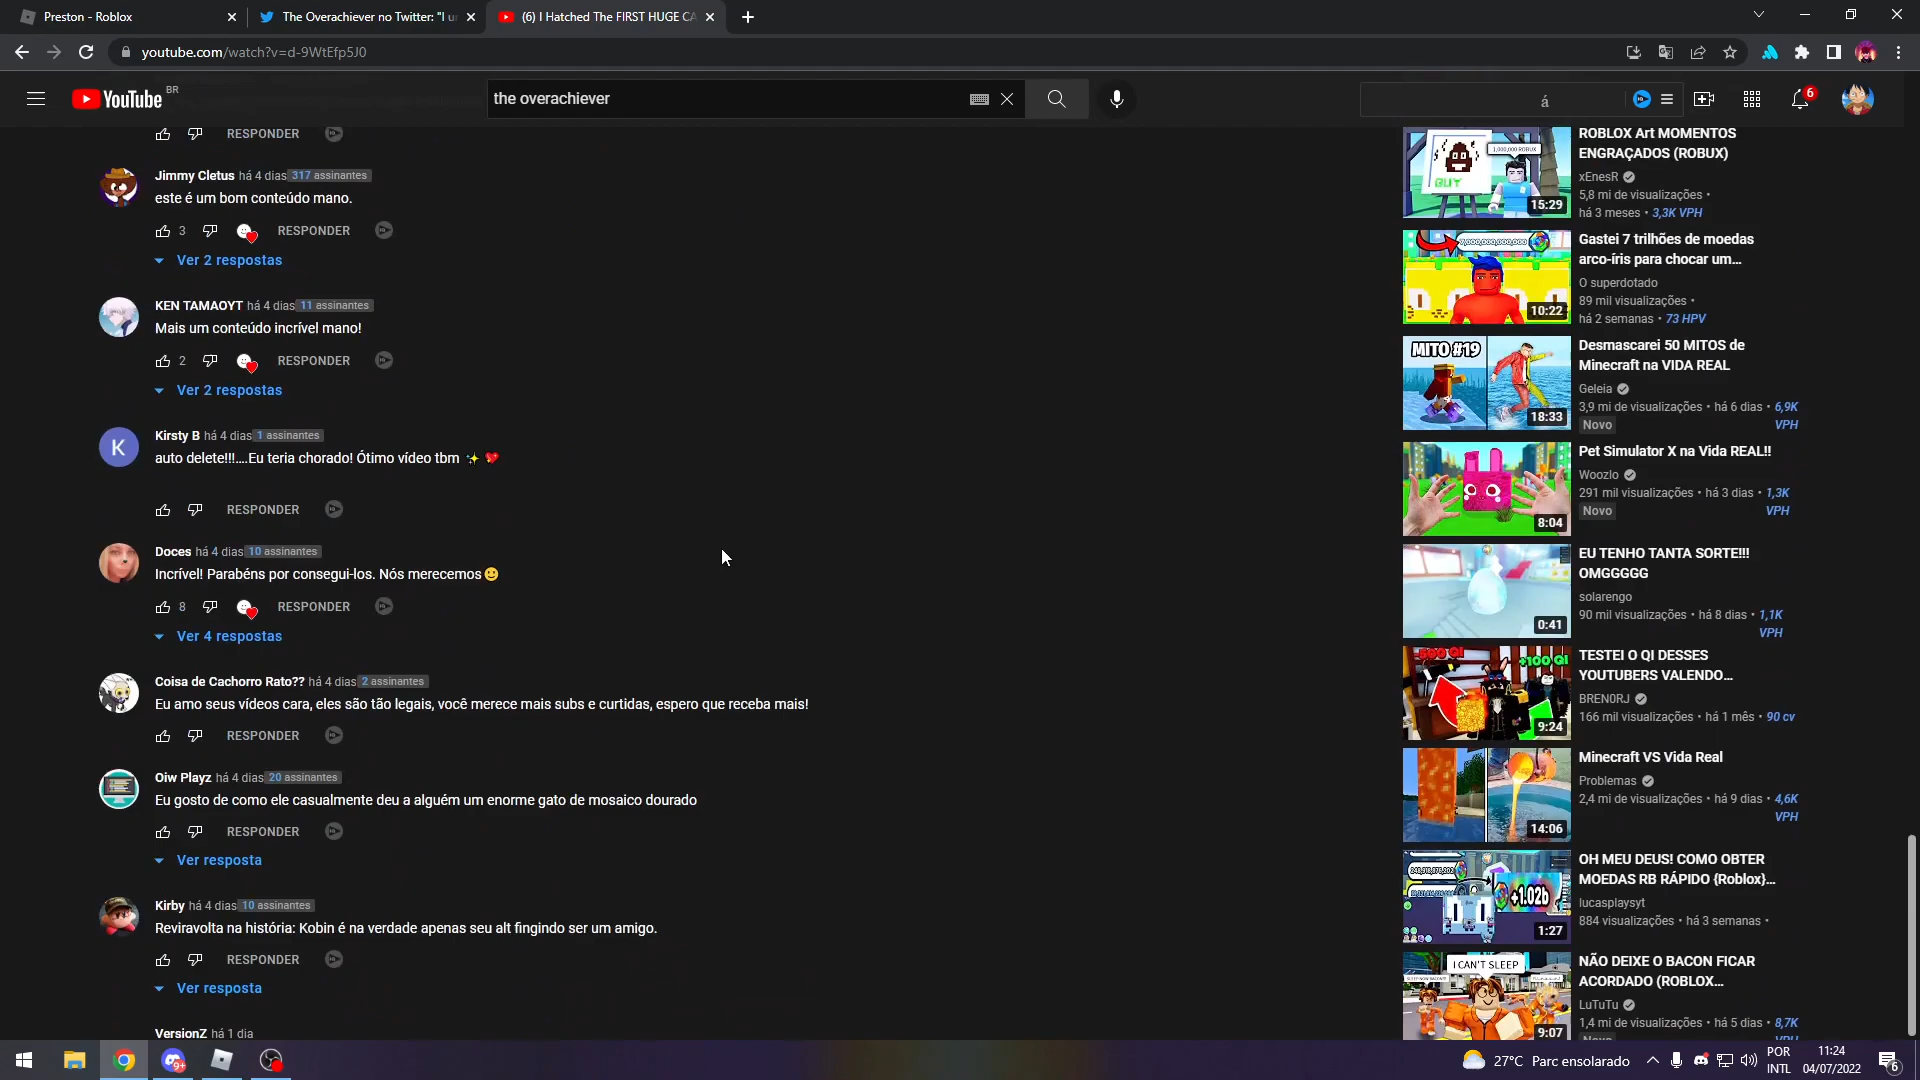 Preston - Roblox
The Overachiever no Twitter: "I ur
(6) I Hatched The FIRST HUGE CA
youtube.com/watch?v=d-9WtEfp5J0
YouTube BR
the overachiever
á
6
RESPONDER
Jimmy Cletus há 4 dias 317 assinantes
este é um bom conteúdo mano.
3 RESPONDER
Ver 2 respostas
KEN TAMAOYT há 4 dias 11 assinantes
Mais um conteúdo incrível mano!
2 RESPONDER
Ver 2 respostas
K
Kirsty B há 4 dias 1 assinantes
auto delete!!!....Eu teria chorado! Ótimo vídeo tbm ✨ 💖
RESPONDER
Doces há 4 dias 10 assinantes
Incrível! Parabéns por consegui-los. Nós merecemos🙂
8 RESPONDER
Ver 4 respostas
Coisa de Cachorro Rato?? há 4 dias 2 assinantes
Eu amo seus vídeos cara, eles são tão legais, você merece mais subs e curtidas, espero que receba mais!
RESPONDER
Oiw Playz há 4 dias 20 assinantes
Eu gosto de como ele casualmente deu a alguém um enorme gato de mosaico dourado
RESPONDER
Ver resposta
Kirby há 4 dias 10 assinantes
Reviravolta na história: Kobin é na verdade apenas seu alt fingindo ser um amigo.
RESPONDER
Ver resposta
VersionZ há 1 dia
1,000,000 ROBUX
BUY
15:29
ROBLOX Art MOMENTOS
ENGRAÇADOS (ROBUX)
xEnesR
5,8 mi de visualizações •
há 3 meses • 3,3K VPH
10:22
Gastei 7 trilhões de moedas
arco-íris para chocar um...
O superdotado
89 mil visualizações •
há 2 semanas • 73 HPV
MITO #19
18:33
Desmascarei 50 MITOS de
Minecraft na VIDA REAL
Geleia
3,9 mi de visualizações • há 6 dias • 6,9K
VPH
Novo
8:04
Pet Simulator X na Vida REAL!!
Woozlo
291 mil visualizações • há 3 dias • 1,3K
VPH
Novo
0:41
EU TENHO TANTA SORTE!!!
OMGGGGG
solarengo
90 mil visualizações • há 8 dias • 1,1K
VPH
-500 QI
+100 QI
9:24
TESTEI O QI DESSES
YOUTUBERS VALENDO...
BREN0RJ
166 mil visualizações • há 1 mês • 90 cv
14:06
Minecraft VS Vida Real
Problemas
2,4 mi de visualizações • há 9 dias • 4,6K
VPH
+1.02b
1:27
OH MEU DEUS! COMO OBTER
MOEDAS RB RÁPIDO {Roblox}...
lucasplaysyt
884 visualizações • há 3 semanas •
I CAN'T SLEEP
9:07
NÃO DEIXE O BACON FICAR
ACORDADO (ROBLOX...
LuTuTu
1,4 mi de visualizações • há 5 dias • 8,7K
9+
27°C Parc ensolarado
POR
INTL
11:24
04/07/2022
6